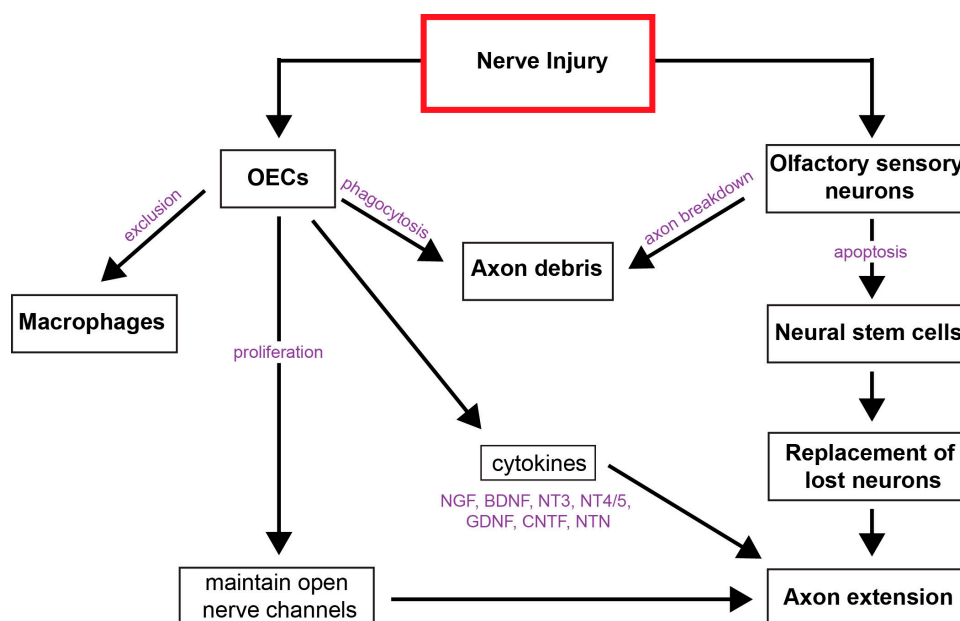 Nerve Injury
OECs
Olfactory sensory
neurons
exclusion
phagocytosis
axon breakdown
apoptosis
Axon debris
Macrophages
Neural stem cells
proliferation
Replacement of
lost neurons
cytokines
NGF, BDNF, NT3, NT4/5,
GDNF, CNTF, NTN
maintain open
nerve channels
Axon extension